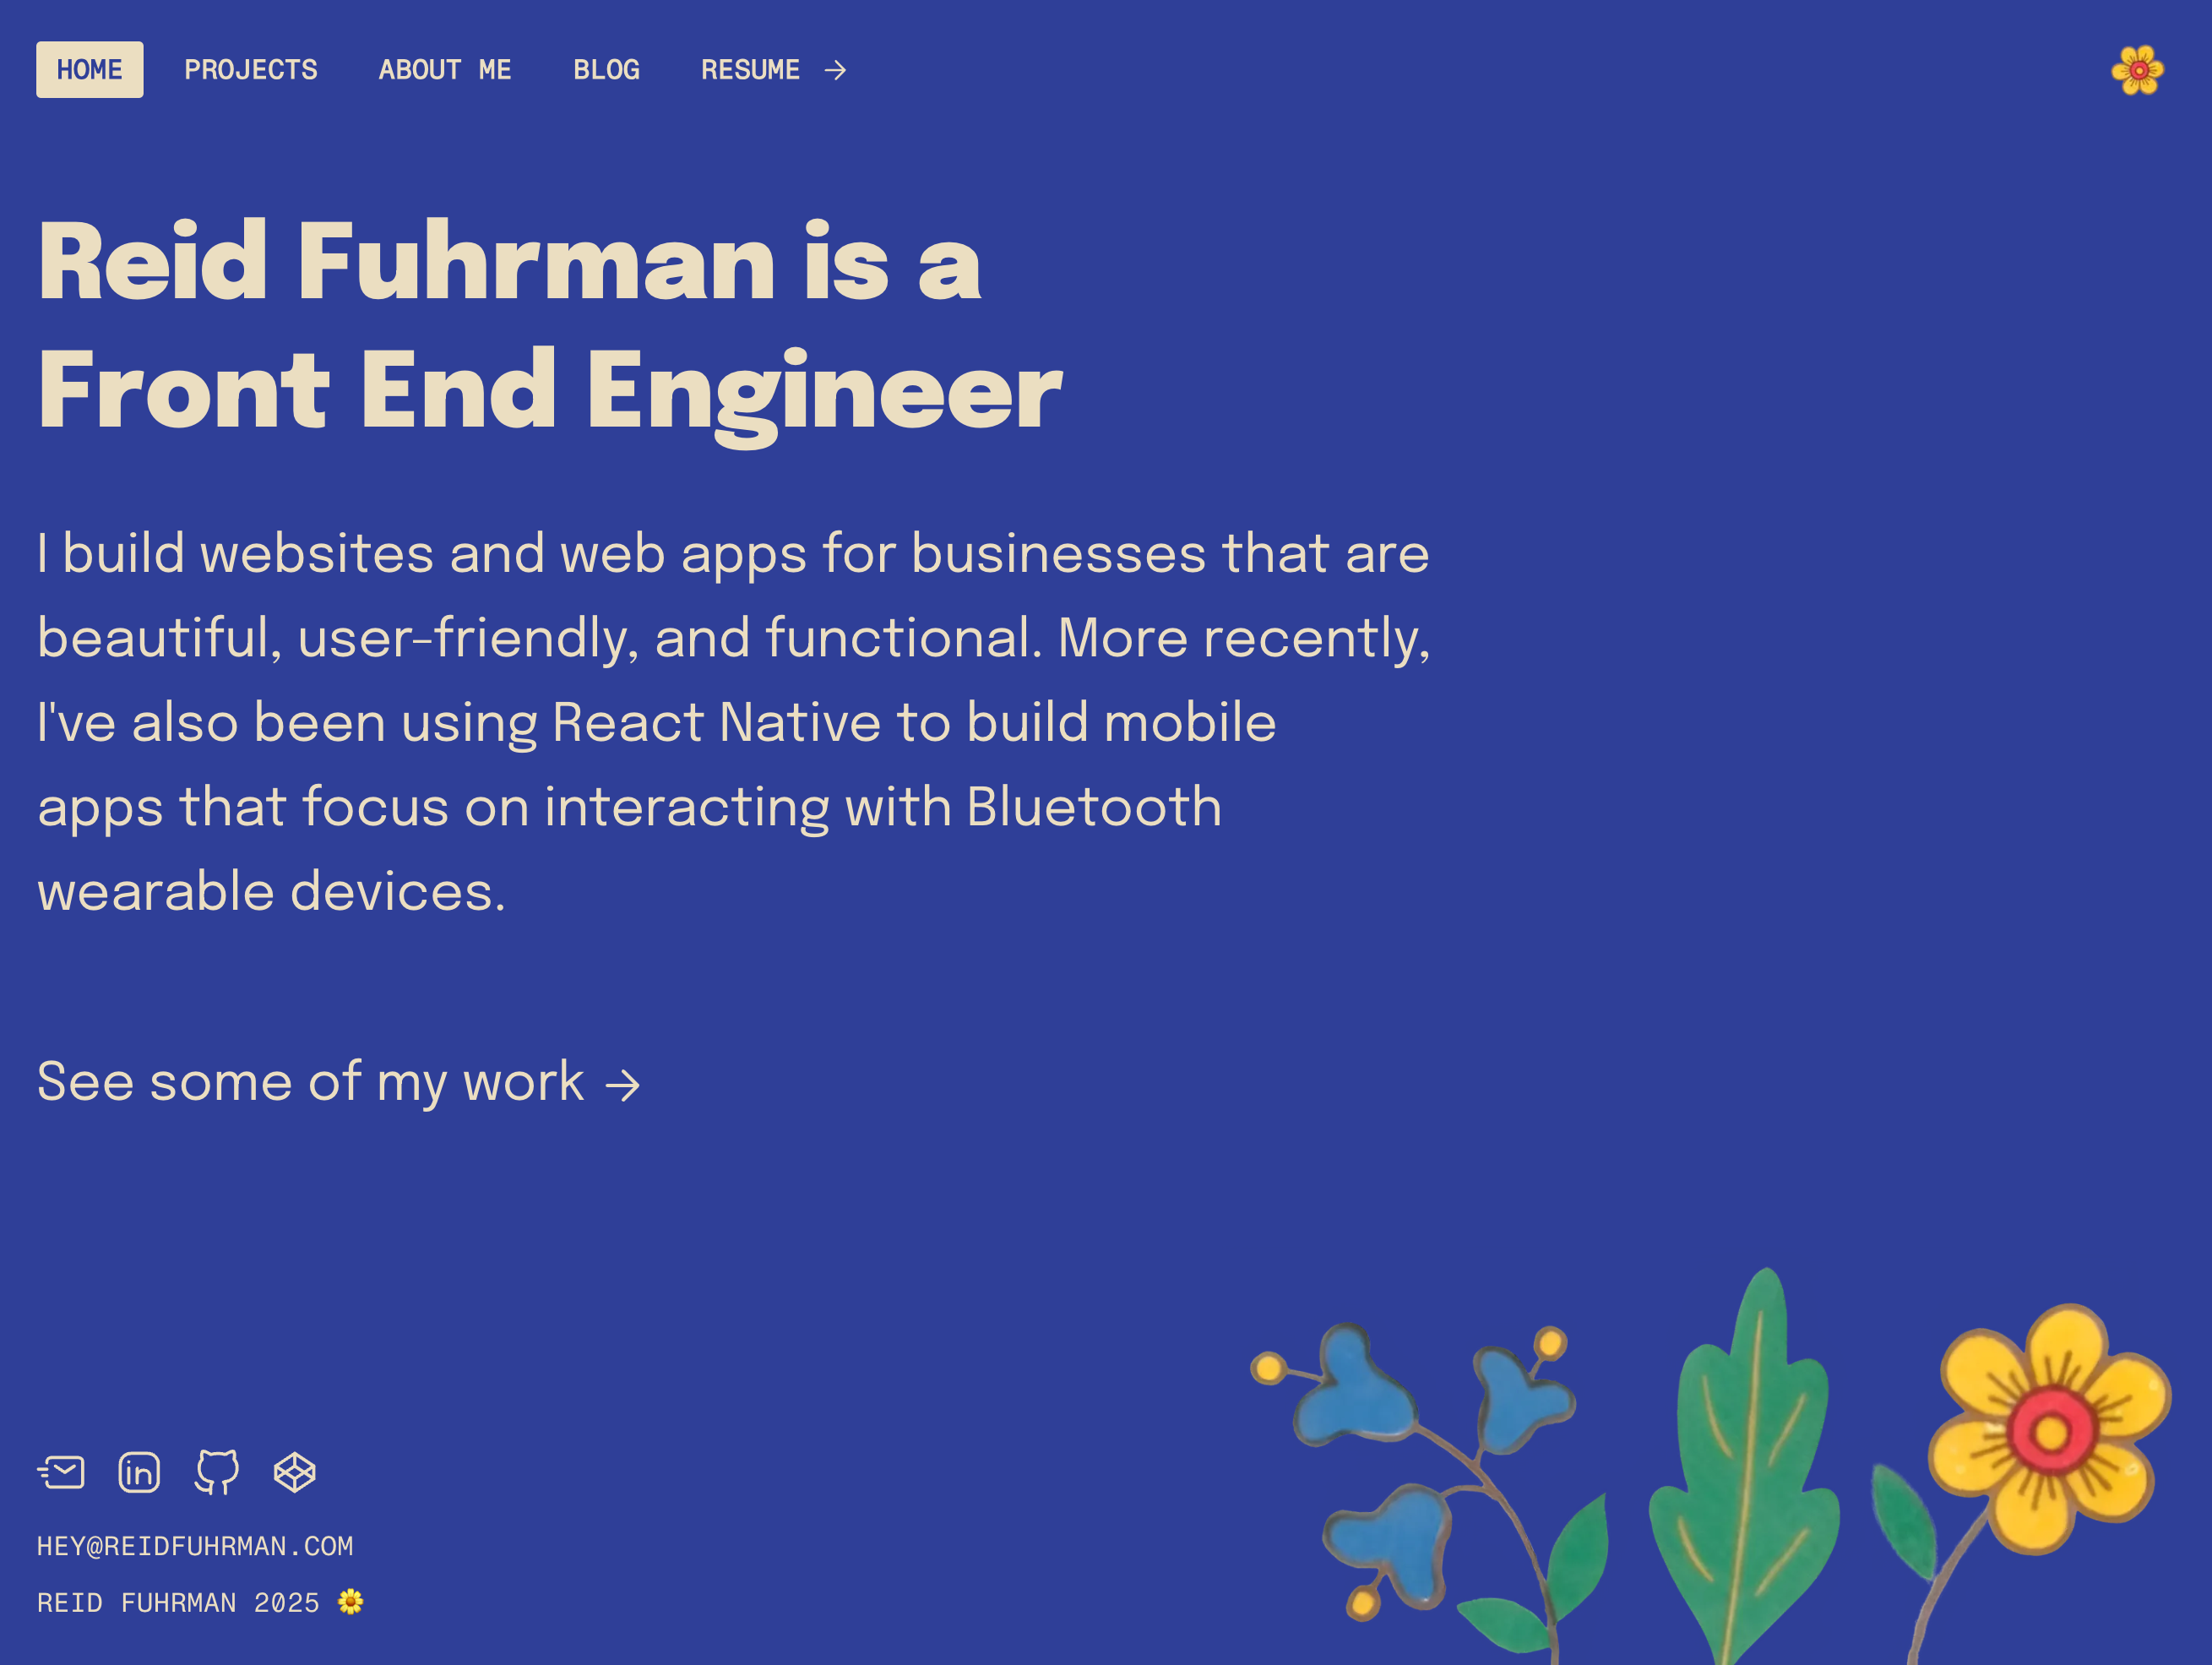 HOME PROJECTS ABOUT ME BLOG RESUME →
Reid Fuhrman is a
Front End Engineer
I build websites and web apps for businesses that are
beautiful, user-friendly, and functional. More recently,
I've also been using React Native to build mobile
apps that focus on interacting with Bluetooth
wearable devices.
See some of my work →
in
HEY@REIDFUHRMAN.COM
REID FUHRMAN 2025 🌼